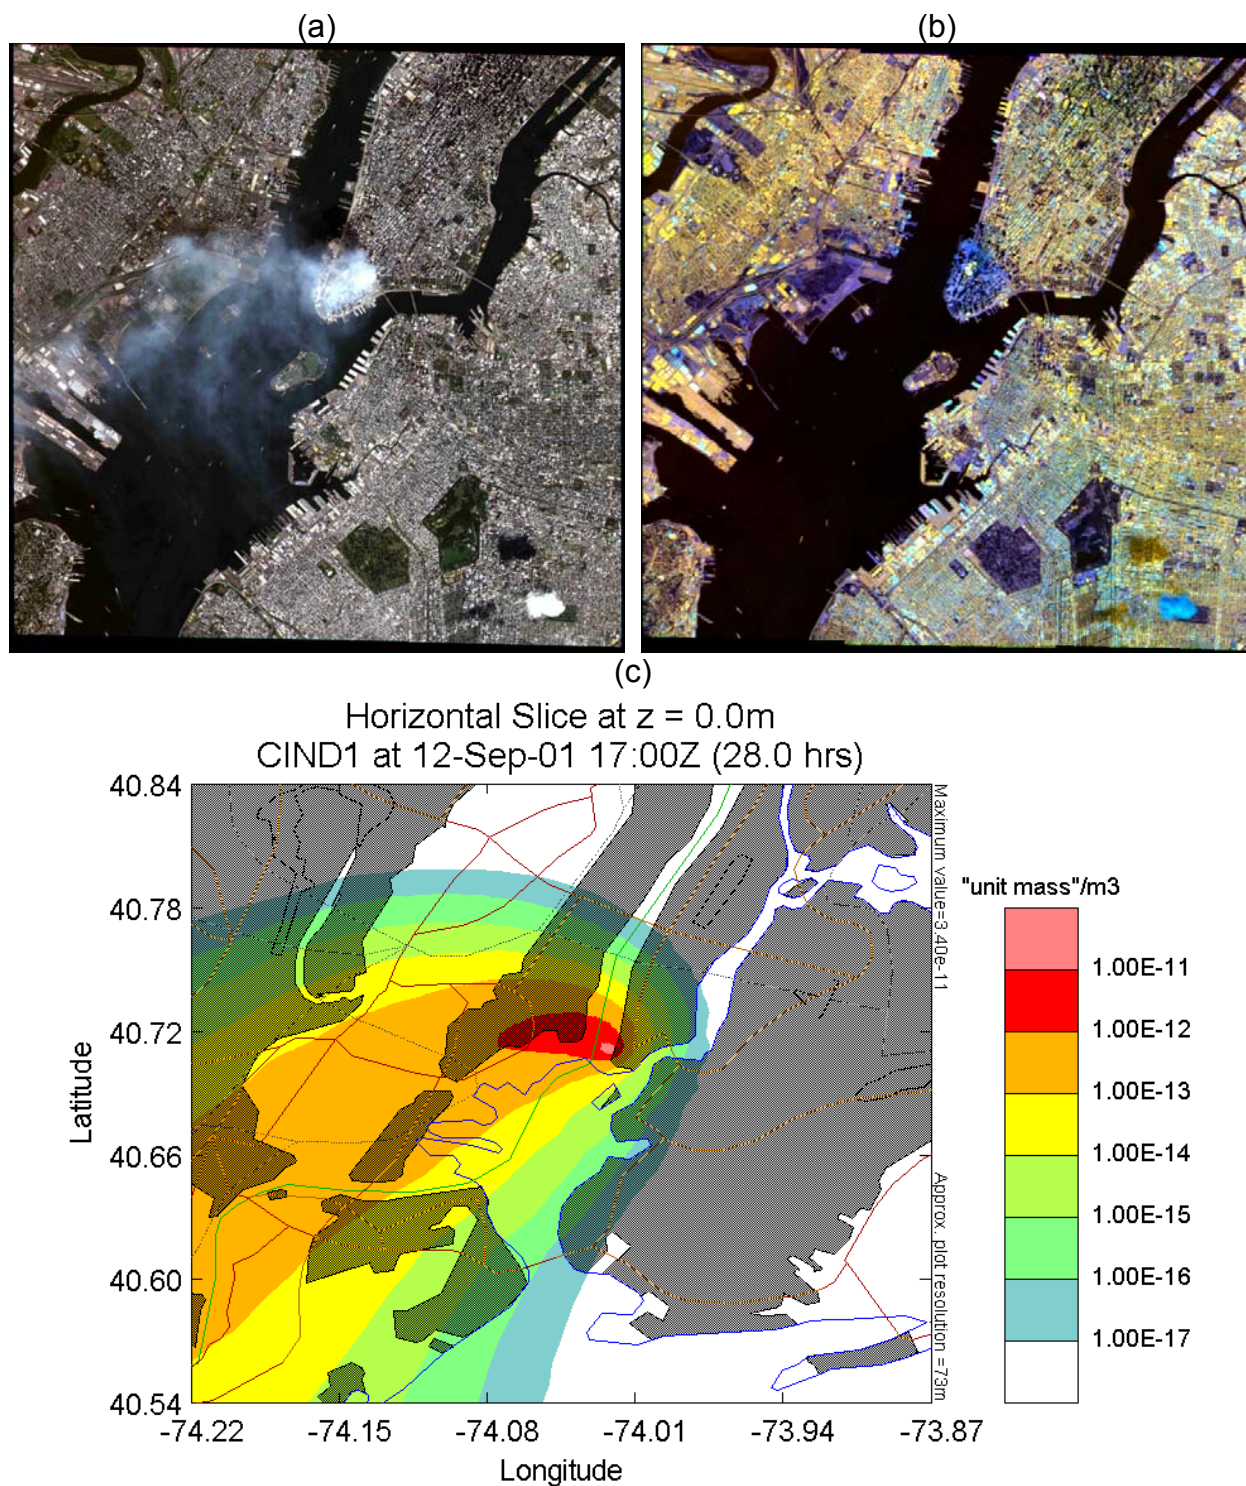 (a)
(b)
(c)
Horizontal Slice at z = 0.0m
CIND1 at 12-Sep-01 17:00Z (28.0 hrs)
40.84
40.78
40.72
40.66
40.60
40.54
Latitude
-74.22
-74.15
-74.08
-74.01
-73.94
-73.87
Longitude
Maximum value=3.40e-11
Approx. plot resolution =73m
"unit mass"/m3
1.00E-11
1.00E-12
1.00E-13
1.00E-14
1.00E-15
1.00E-16
1.00E-17